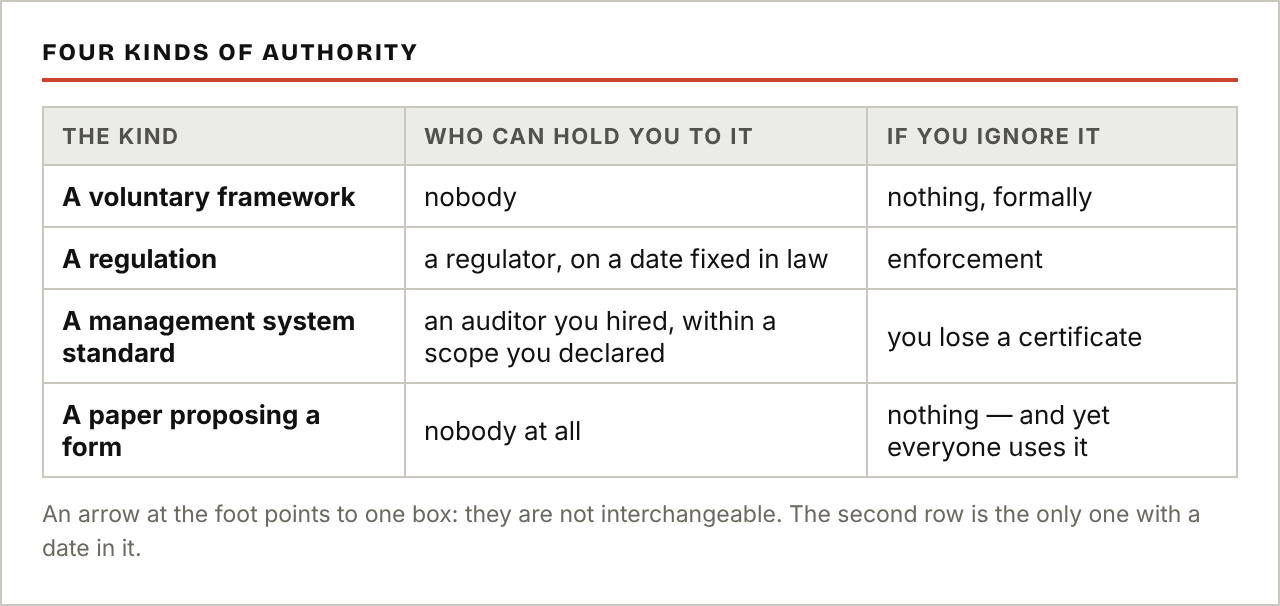 FOUR KINDS OF AUTHORITY
THE KIND
WHO CAN HOLD YOU TO IT
IF YOU IGNORE IT
A voluntary framework
nobody
nothing, formally
A regulation
a regulator, on a date fixed in law
enforcement
A management system
standard
an auditor you hired, within a
scope you declared
you lose a certificate
A paper proposing a
form
nobody at all
nothing — and yet
everyone uses it
An arrow at the foot points to one box: they are not interchangeable. The second row is the only one with a
date in it.